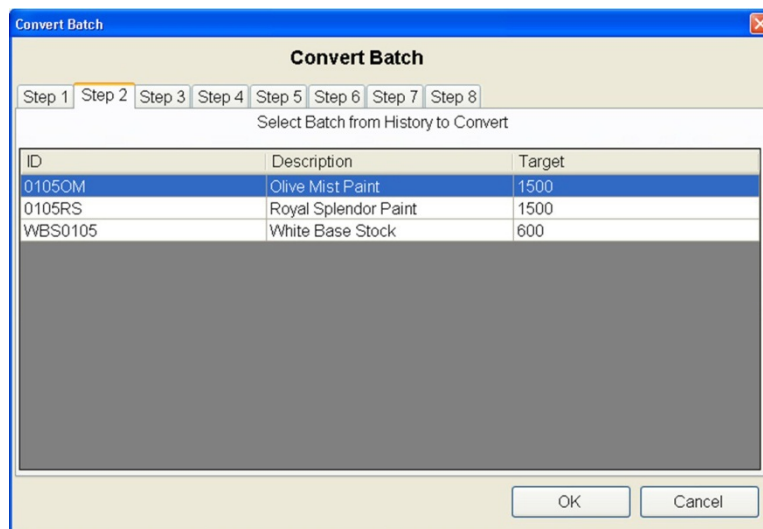 Convert Batch
Convert Batch
Step 1 Step 2 Step 3 Step 4 Step 5 Step 6 Step 7 Step 8
Select Batch from History to Convert
ID Description Target
0105OM Olive Mist Paint 1500
0105RS Royal Splendor Paint 1500
WBS0105 White Base Stock 600
OK Cancel